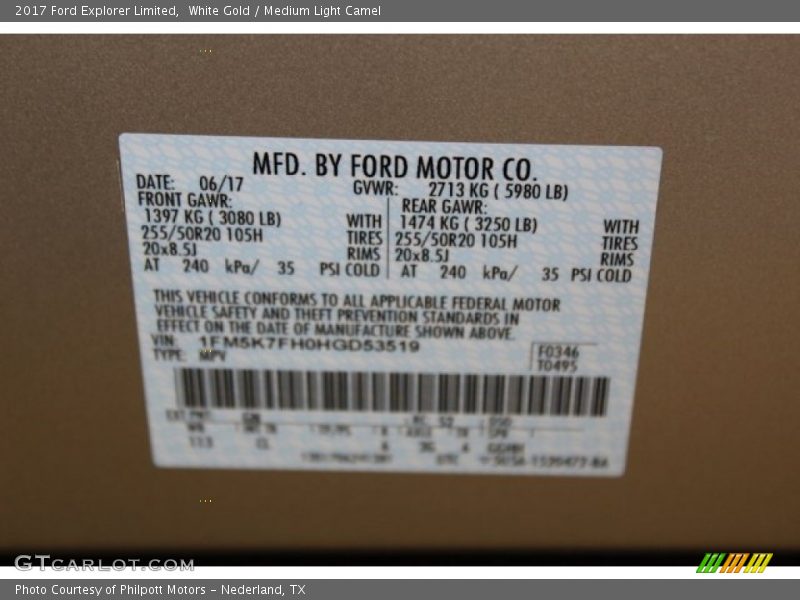 2017 Ford Explorer Limited,  White Gold / Medium Light Camel
MFD. BY FORD MOTOR CO.
DATE: 06/17 GVWR: 2713 KG ( 5980 LB)
FRONT GAWR: REAR GAWR:
1397 KG ( 3080 LB) WITH 1474 KG ( 3250 LB) WITH
255/50R20 105H TIRES 255/50R20 105H TIRES
20x8.5J RIMS 20x8.5J RIMS
AT 240 kPa/ 35 PSI COLD AT 240 kPa/ 35 PSI COLD
THIS VEHICLE CONFORMS TO ALL APPLICABLE FEDERAL MOTOR
VEHICLE SAFETY AND THEFT PREVENTION STANDARDS IN
EFFECT ON THE DATE OF MANUFACTURE SHOWN ABOVE.
VIN: 1FM5K7FH0HGD53519 F0346
TYPE: MPV T0495
113
GTCARLOT.COM
Photo Courtesy of Philpott Motors – Nederland, TX